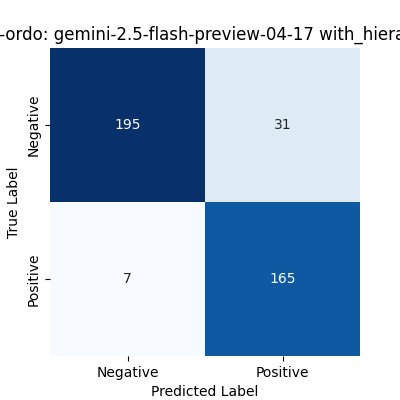 -ordo: gemini-2.5-flash-preview-04-17 with_hiera
195 31
7 165
Negative
Positive
True Label
Negative Positive
Predicted Label